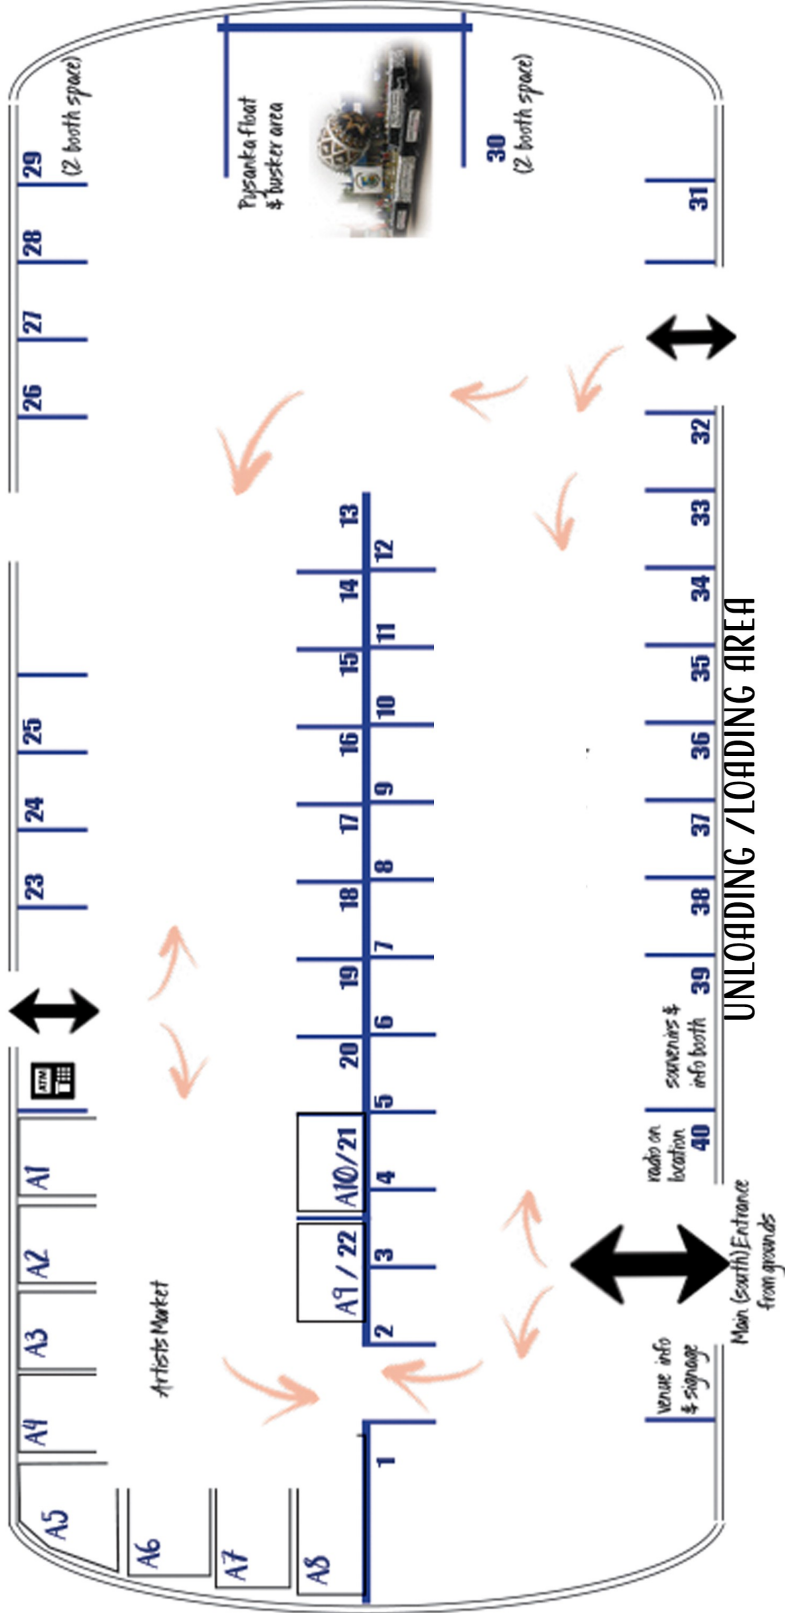 29
(2 booth space)
28
27
26
25
24
23
ATM
A1
A2
A3
A4
A5
A6
A7
A8
Artists Market
Pysanka float
& busker area
30
(2 booth space)
13
14
15
16
17
18
19
20
A10/21
A9 / 22
12
11
10
9
8
7
6
5
4
3
2
1
31
32
33
34
35
36
37
38
39
souvenirs &
info booth
radio on
location
40
venue info
& signage
UNLOADING /LOADING AREA
Main (south) Entrance
from grounds